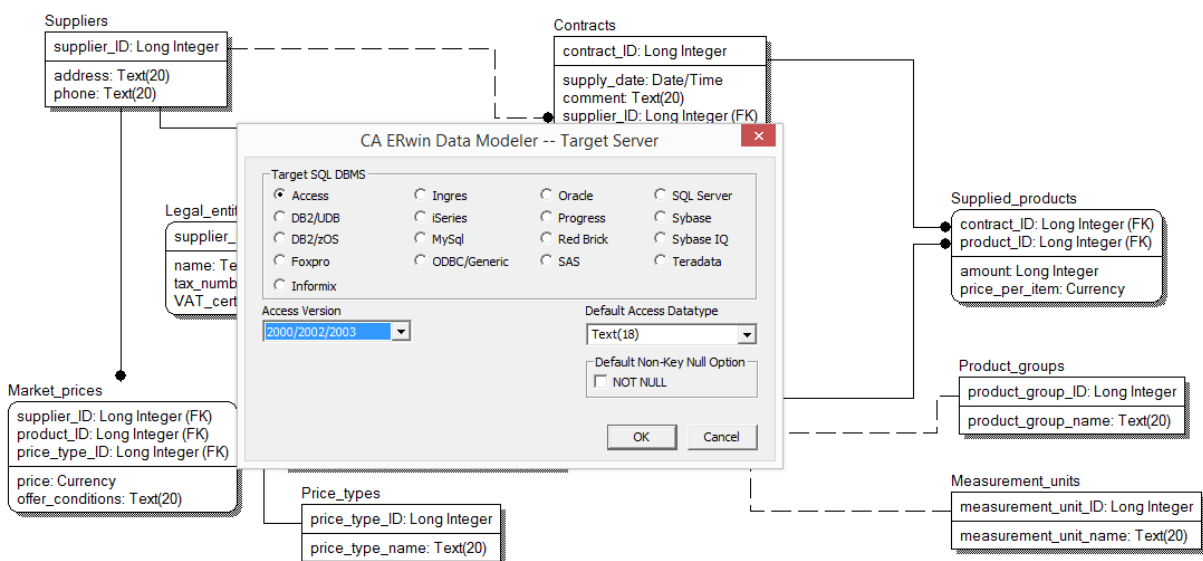 Suppliers
supplier_ID: Long Integer
address: Text(20)
phone: Text(20)
Contracts
contract_ID: Long Integer
supply_date: Date/Time
comment: Text(20)
supplier_ID: Long Integer (FK)
CA ERwin Data Modeler -- Target Server
Target SQL DBMS
Access
Ingres
Oracle
SQL Server
DB2/UDB
iSeries
Progress
Sybase
DB2/zOS
MySql
Red Brick
Sybase IQ
Foxpro
ODBC/Generic
SAS
Teradata
Informix
Access Version
2000/2002/2003
Default Access Datatype
Text(18)
Default Non-Key Null Option
NOT NULL
OK
Cancel
Legal_entit
supplier_
name: Te
tax_numb
VAT_cert
Supplied_products
contract_ID: Long Integer (FK)
product_ID: Long Integer (FK)
amount: Long Integer
price_per_item: Currency
Market_prices
supplier_ID: Long Integer (FK)
product_ID: Long Integer (FK)
price_type_ID: Long Integer (FK)
price: Currency
offer_conditions: Text(20)
Product_groups
product_group_ID: Long Integer
product_group_name: Text(20)
Price_types
price_type_ID: Long Integer
price_type_name: Text(20)
Measurement_units
measurement_unit_ID: Long Integer
measurement_unit_name: Text(20)